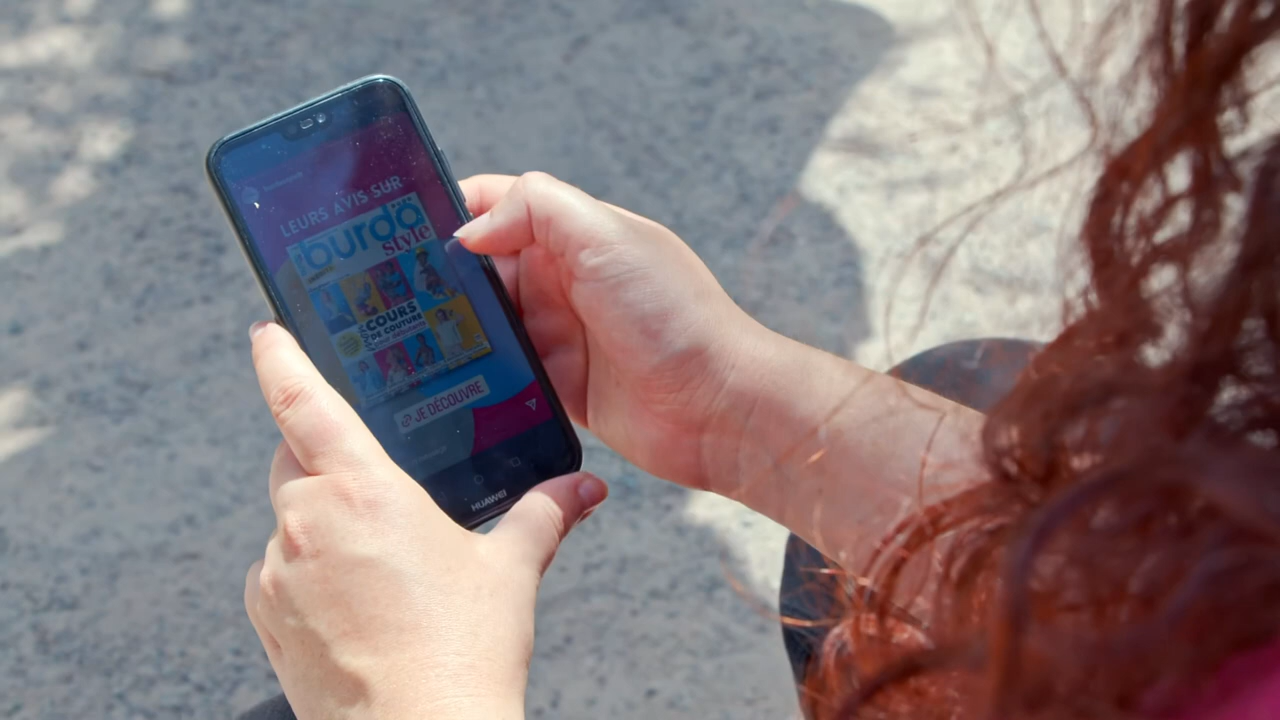 LEURS AVIS SUR
burda
style
COURS
DE COUTURE
JE DÉCOUVRE
HUAWEI